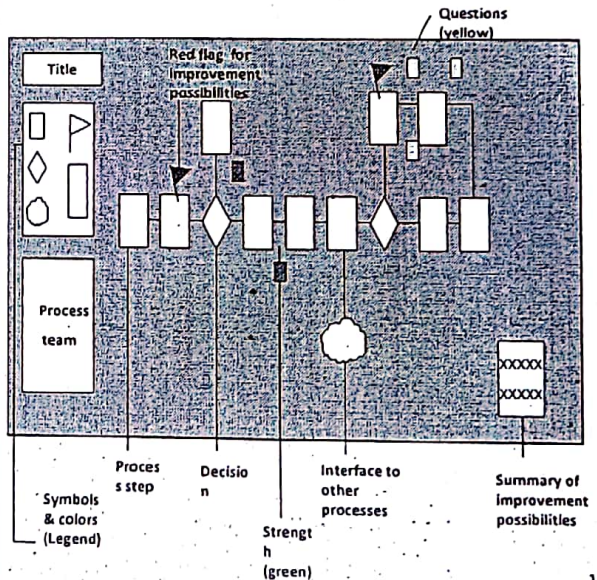 Questions
(yellow)
Title
Red flag for
improvement
possibilities
Process
team
XXXXX
XXXXX
Proces
s step
Decisio
n
Interface to
other
processes
Summary of
improvement
possibilities
Symbols
& colors
(Legend)
Strengt
h
(green)